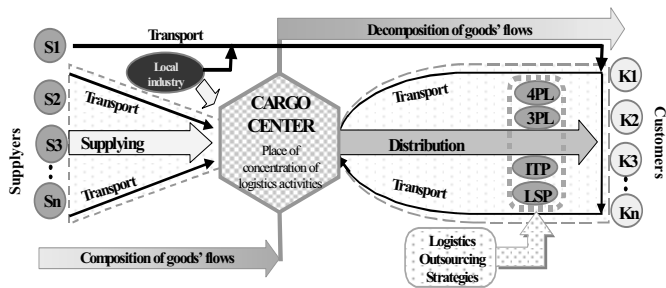 Decomposition of goods' flows
Transport
S1
Local
industry
K1
S2
Transport
CARGO
CENTER
Transport
4PL
3PL
K2
Supplyers
S3
Supplying
Place of
concentration of
logistics activities
Distribution
Customers
K3
ITP
Transport
Transport
LSP
Sn
Kn
Logistics
Outsourcing
Strategies
Composition of goods' flows